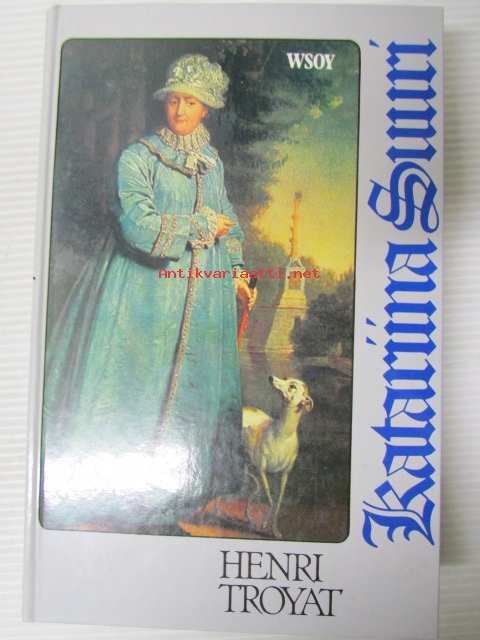 WSOY
Katariina Suuri
Antikvariaatti.net
HENRI
TROYAT